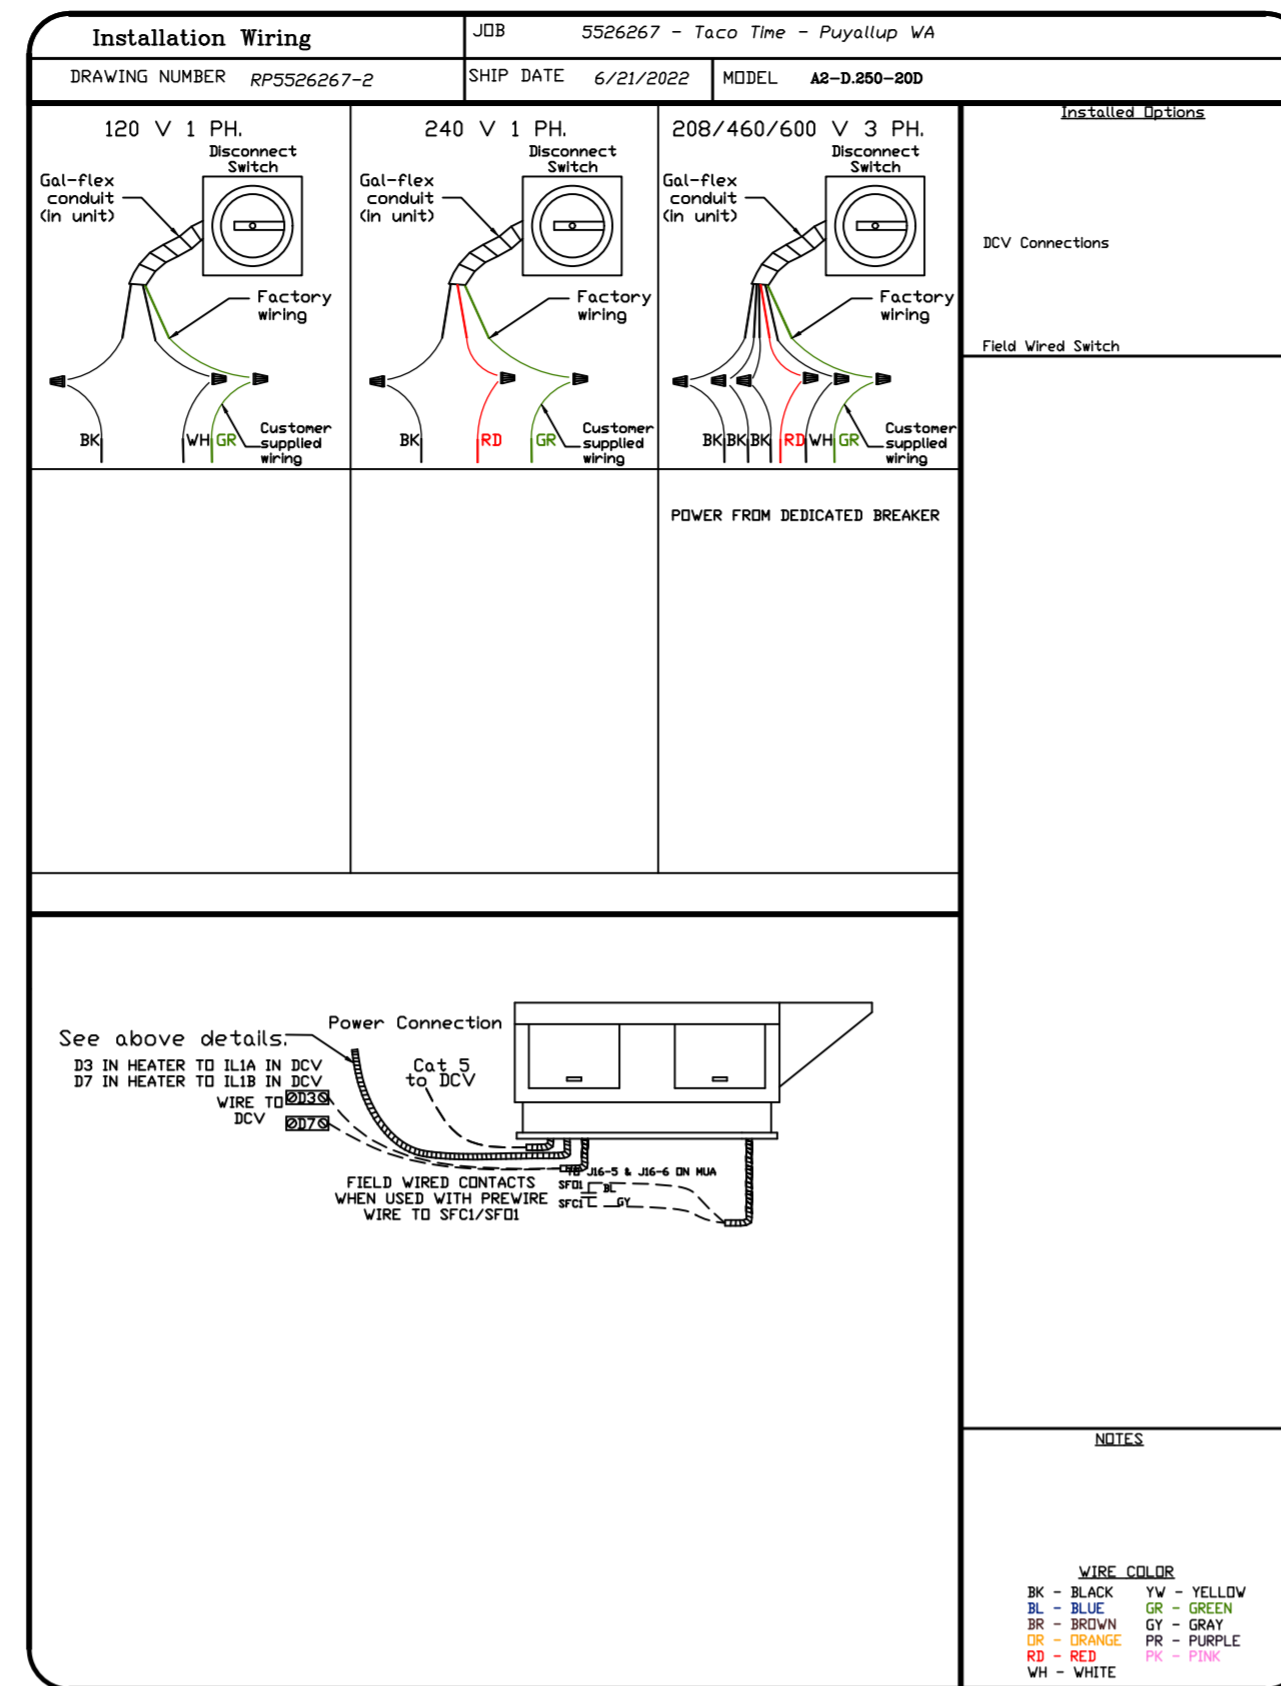 Installation Wiring
JOB 5526267 - Taco Time - Puyallup WA
DRAWING NUMBER RP5526267-2
SHIP DATE 6/21/2022
MODEL A2-D.250-20D
120 V 1 PH.
Disconnect
Switch
Gal-flex
conduit
(in unit)
Factory
wiring
BK
WH
GR
Customer
supplied
wiring
240 V 1 PH.
Disconnect
Switch
Gal-flex
conduit
(in unit)
Factory
wiring
BK
RD
GR
Customer
supplied
wiring
208/460/600 V 3 PH.
Disconnect
Switch
Gal-flex
conduit
(in unit)
Factory
wiring
BK
BK
BK
RD
WH
GR
Customer
supplied
wiring
POWER FROM DEDICATED BREAKER
Installed Options
DCV Connections
Field Wired Switch
Power Connection
See above details.
D3 IN HEATER TO IL1A IN DCV
D7 IN HEATER TO IL1B IN DCV
WIRE TO
DCV
D3
D7
Cat 5
to DCV
FIELD WIRED CONTACTS
WHEN USED WITH PREWIRE
WIRE TO SFC1/SFO1
TO J16-5 & J16-6 ON MUA
SFO1 BL
SFC1 GY
NOTES
WIRE COLOR
BK - BLACK YW - YELLOW
BL - BLUE GR - GREEN
BR - BROWN GY - GRAY
OR - ORANGE PR - PURPLE
RD - RED PK - PINK
WH - WHITE